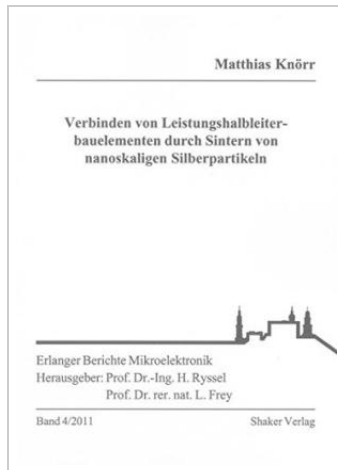 Matthias Knörr
Verbinden von Leistungshalbleiter-
bauelementen durch Sintern von
nanoskaligen Silberpartikeln
Erlanger Berichte Mikroelektronik
Herausgeber: Prof. Dr.-Ing. H. Ryssel
Prof. Dr. rer. nat. L. Frey
Band 4/2011
Shaker Verlag